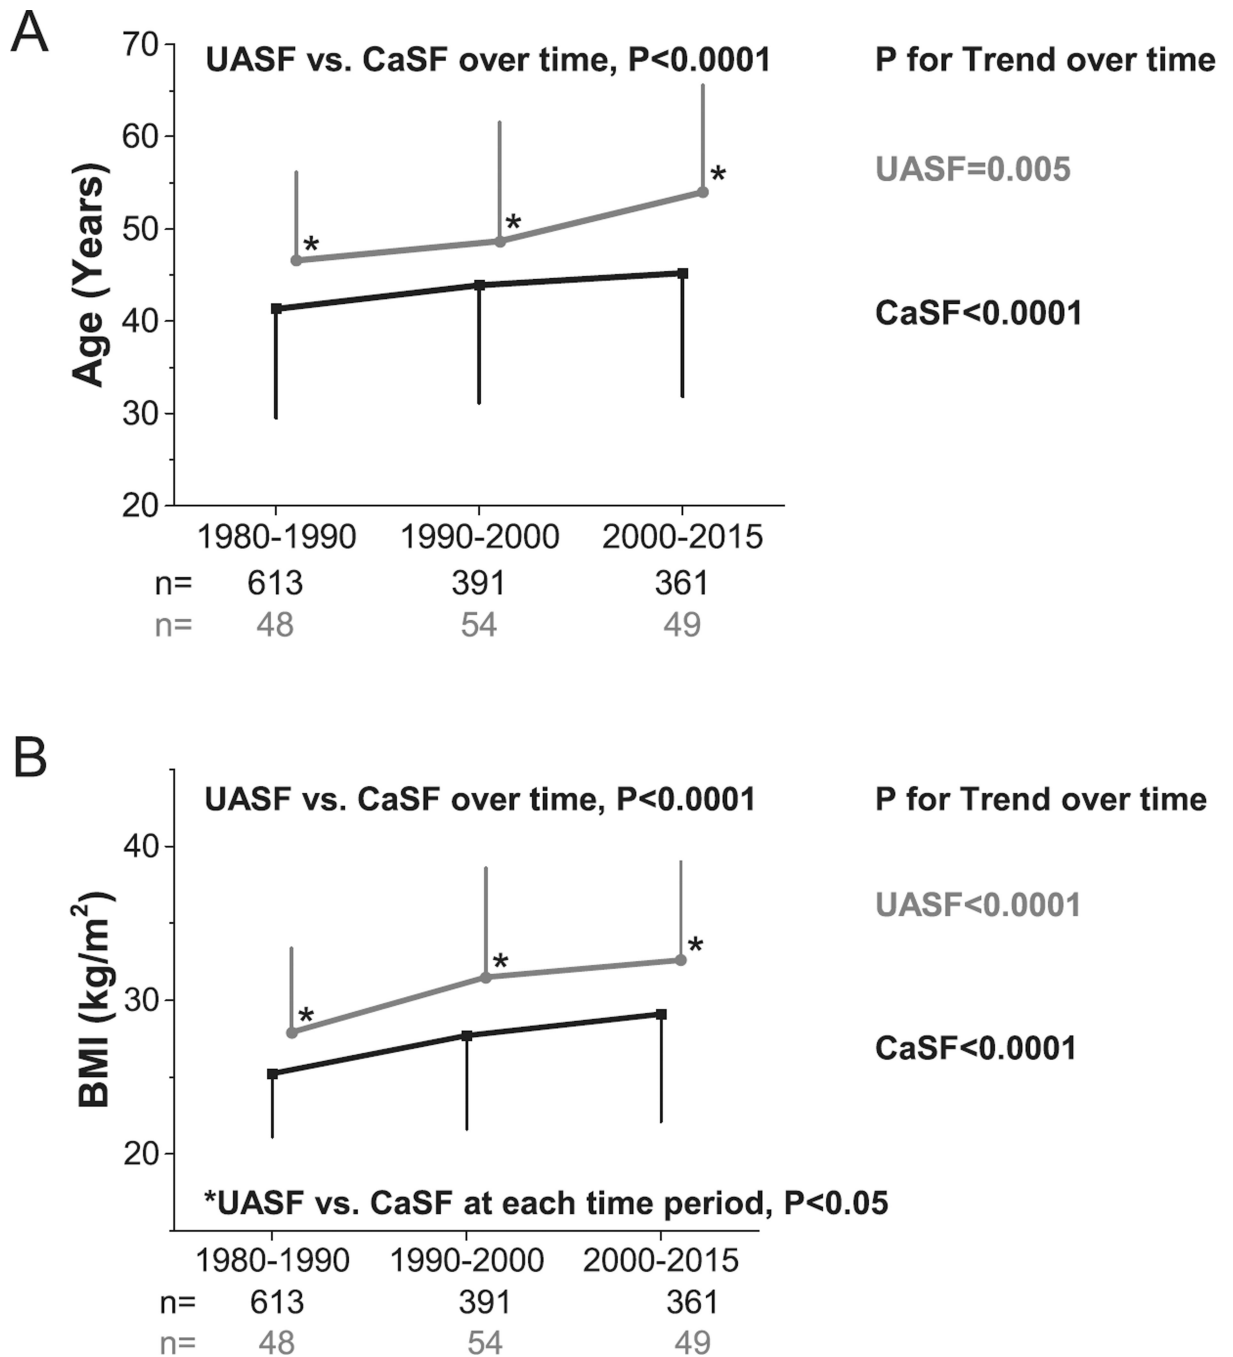 A
UASF vs. CaSF over time, P<0.0001
P for Trend over time
UASF=0.005
CaSF<0.0001
Age (Years)
70
60
50
40
30
20
*
*
*
1980-1990 1990-2000 2000-2015
n= 613 391 361
n= 48 54 49
B
UASF vs. CaSF over time, P<0.0001
P for Trend over time
UASF<0.0001
CaSF<0.0001
BMI (kg/m²)
40
30
20
*
*
*
*UASF vs. CaSF at each time period, P<0.05
1980-1990 1990-2000 2000-2015
n= 613 391 361
n= 48 54 49